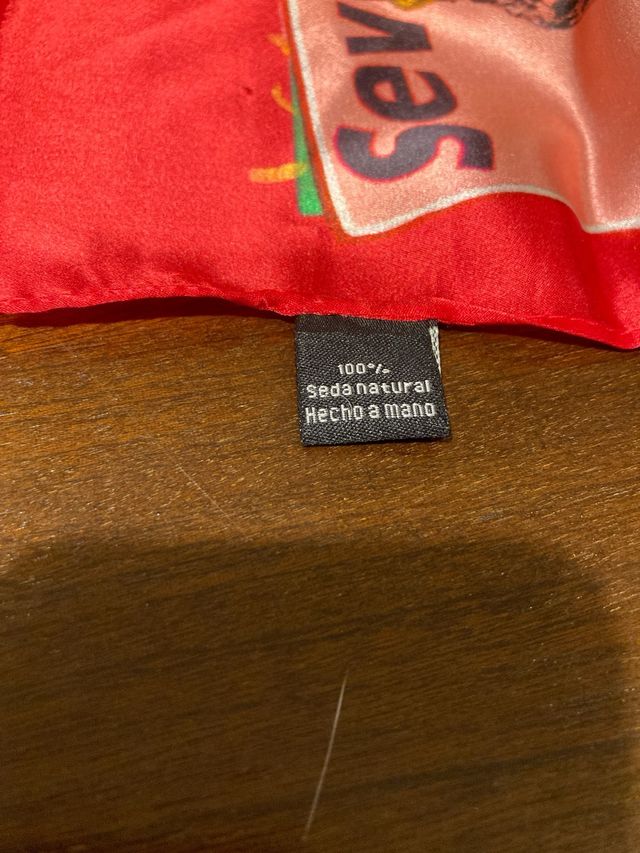 Sev
100%
Seda natural
Hecho a mano